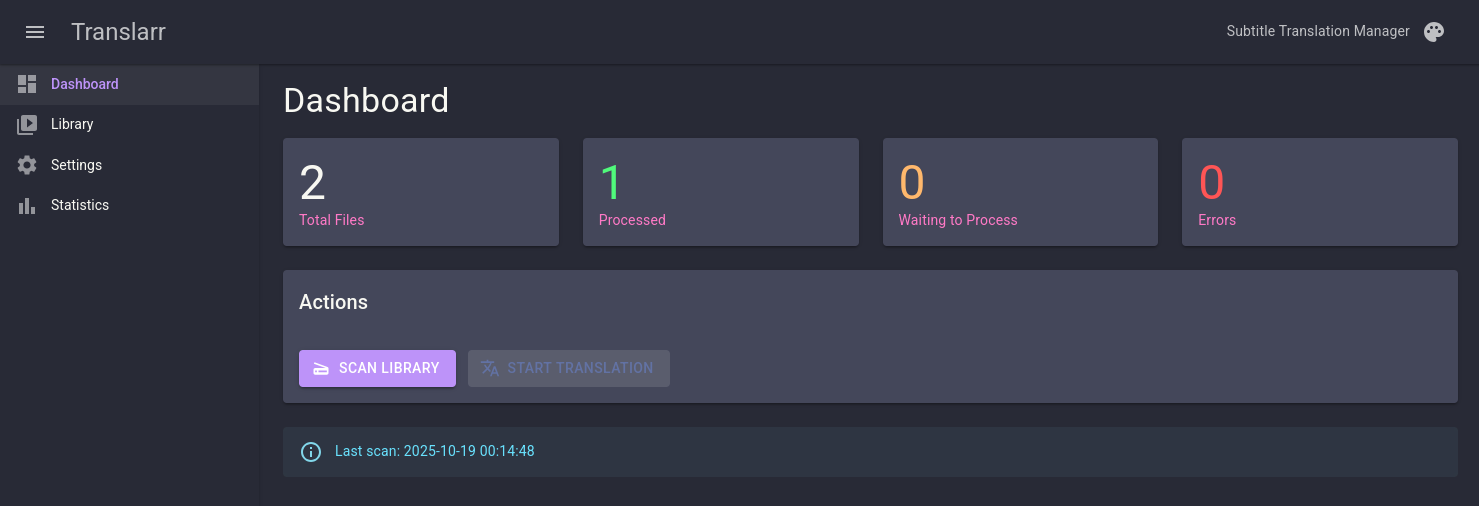 Translarr
Subtitle Translation Manager
Dashboard
Library
Settings
Statistics
Dashboard
2
Total Files
1
Processed
0
Waiting to Process
0
Errors
Actions
SCAN LIBRARY
START TRANSLATION
Last scan: 2025-10-19 00:14:48